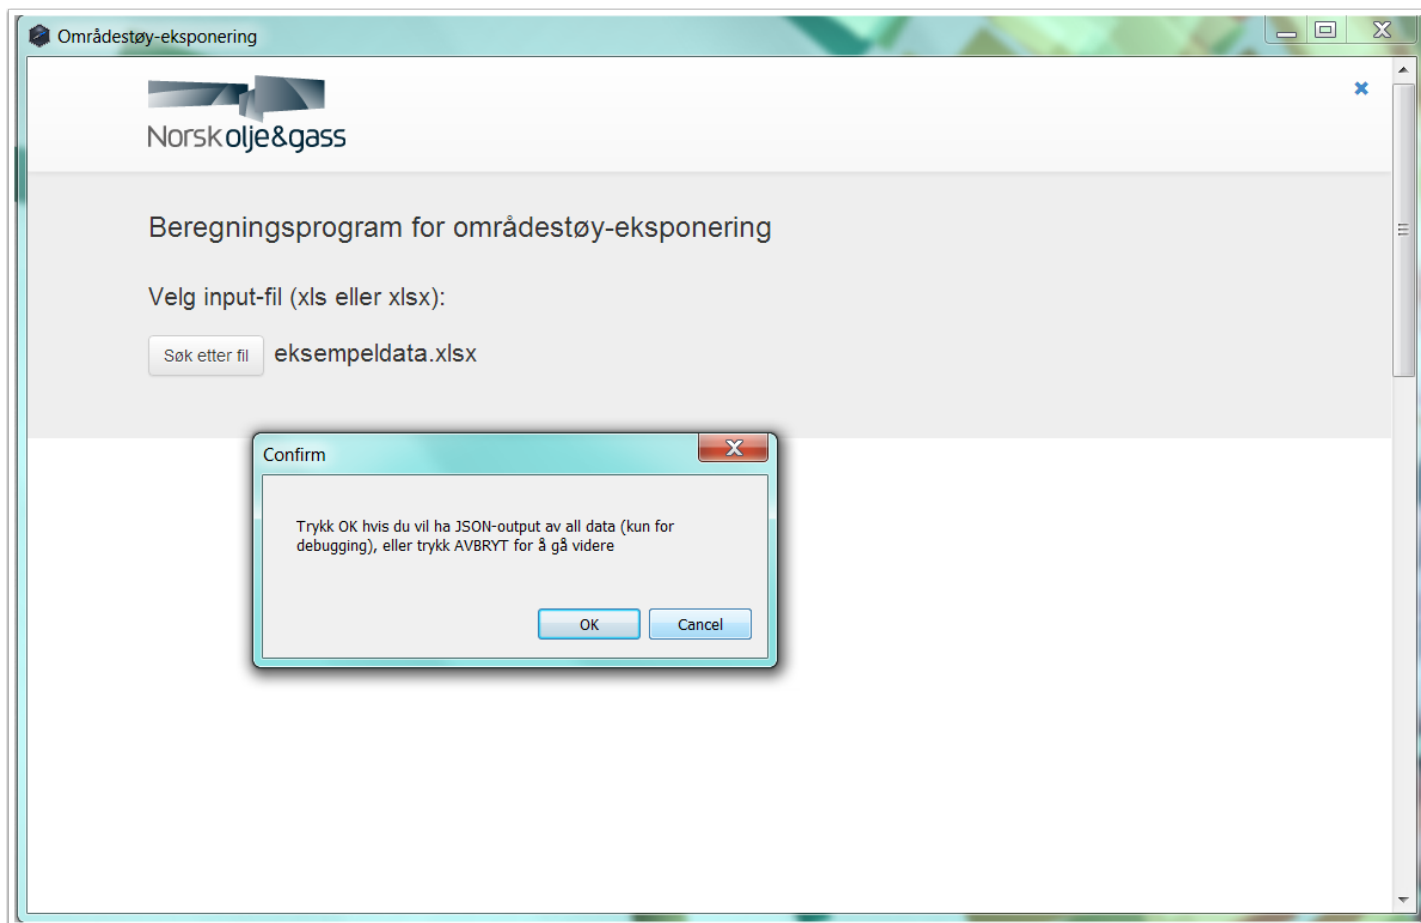 Områdestøy-eksponering
Norsk olje&gass
Beregningsprogram for områdestøy-eksponering
Velg input-fil (xls eller xlsx):
Søk etter fil eksempeldata.xlsx
Confirm
Trykk OK hvis du vil ha JSON-output av all data (kun for
debugging), eller trykk AVBRYT for å gå videre
OK Cancel